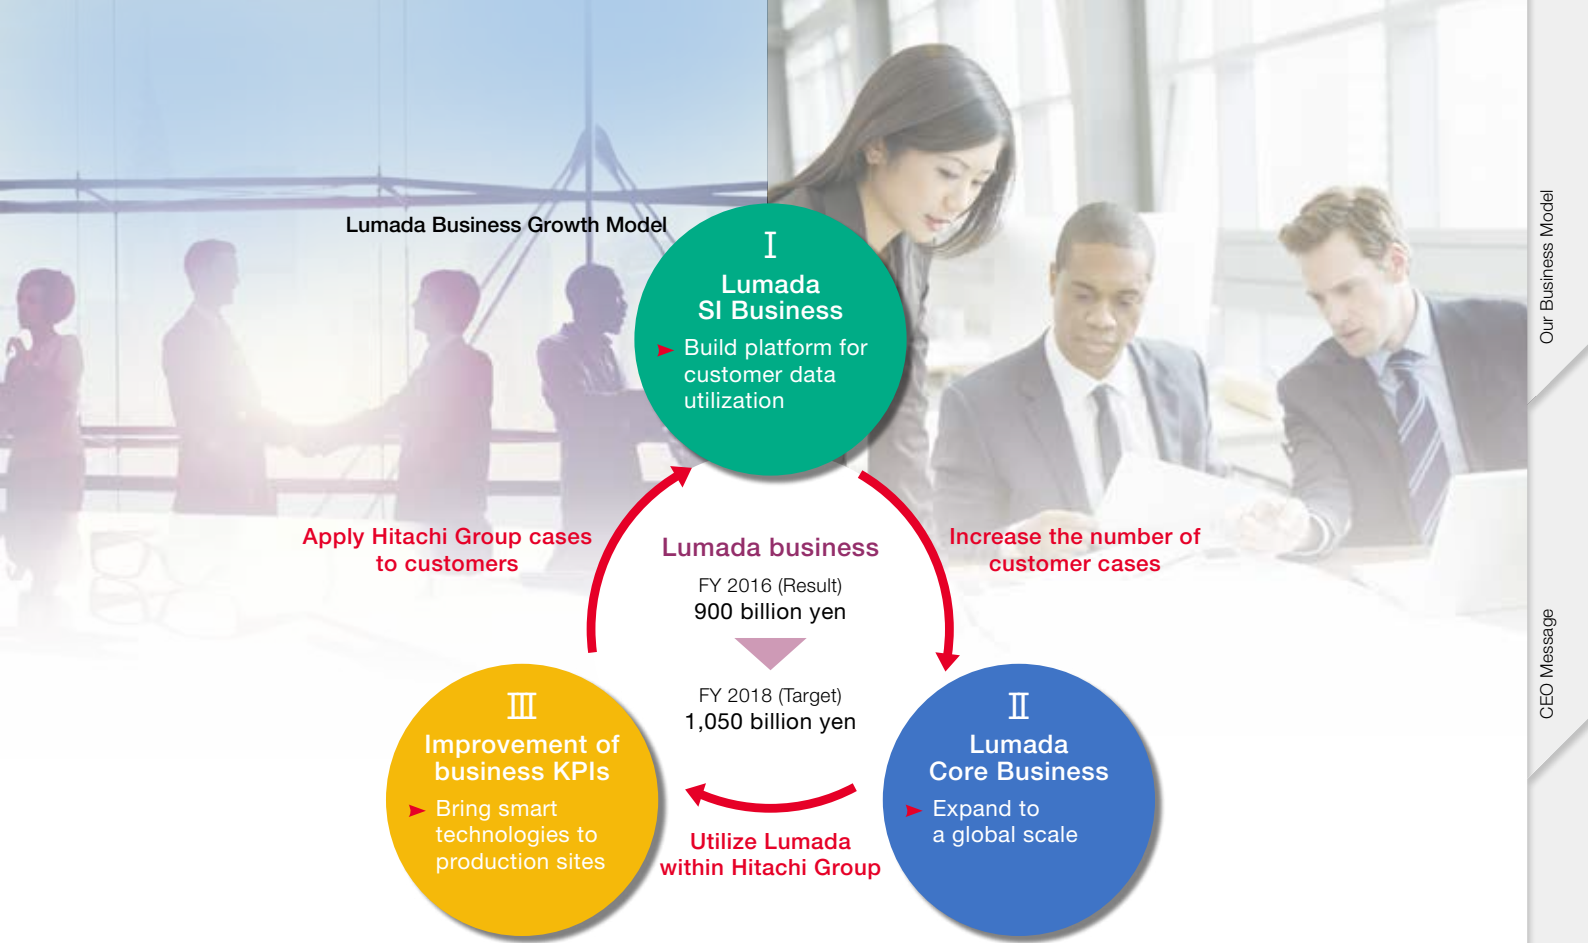 Lumada Business Growth Model
I
Lumada
SI Business
➤ Build platform for
customer data
utilization
Apply Hitachi Group cases
to customers
Lumada business
FY 2016 (Result)
900 billion yen
FY 2018 (Target)
1,050 billion yen
Increase the number of
customer cases
III
Improvement of
business KPIs
➤ Bring smart
technologies to
production sites
II
Lumada
Core Business
➤ Expand to
a global scale
Utilize Lumada
within Hitachi Group
Our Business Model
CEO Message